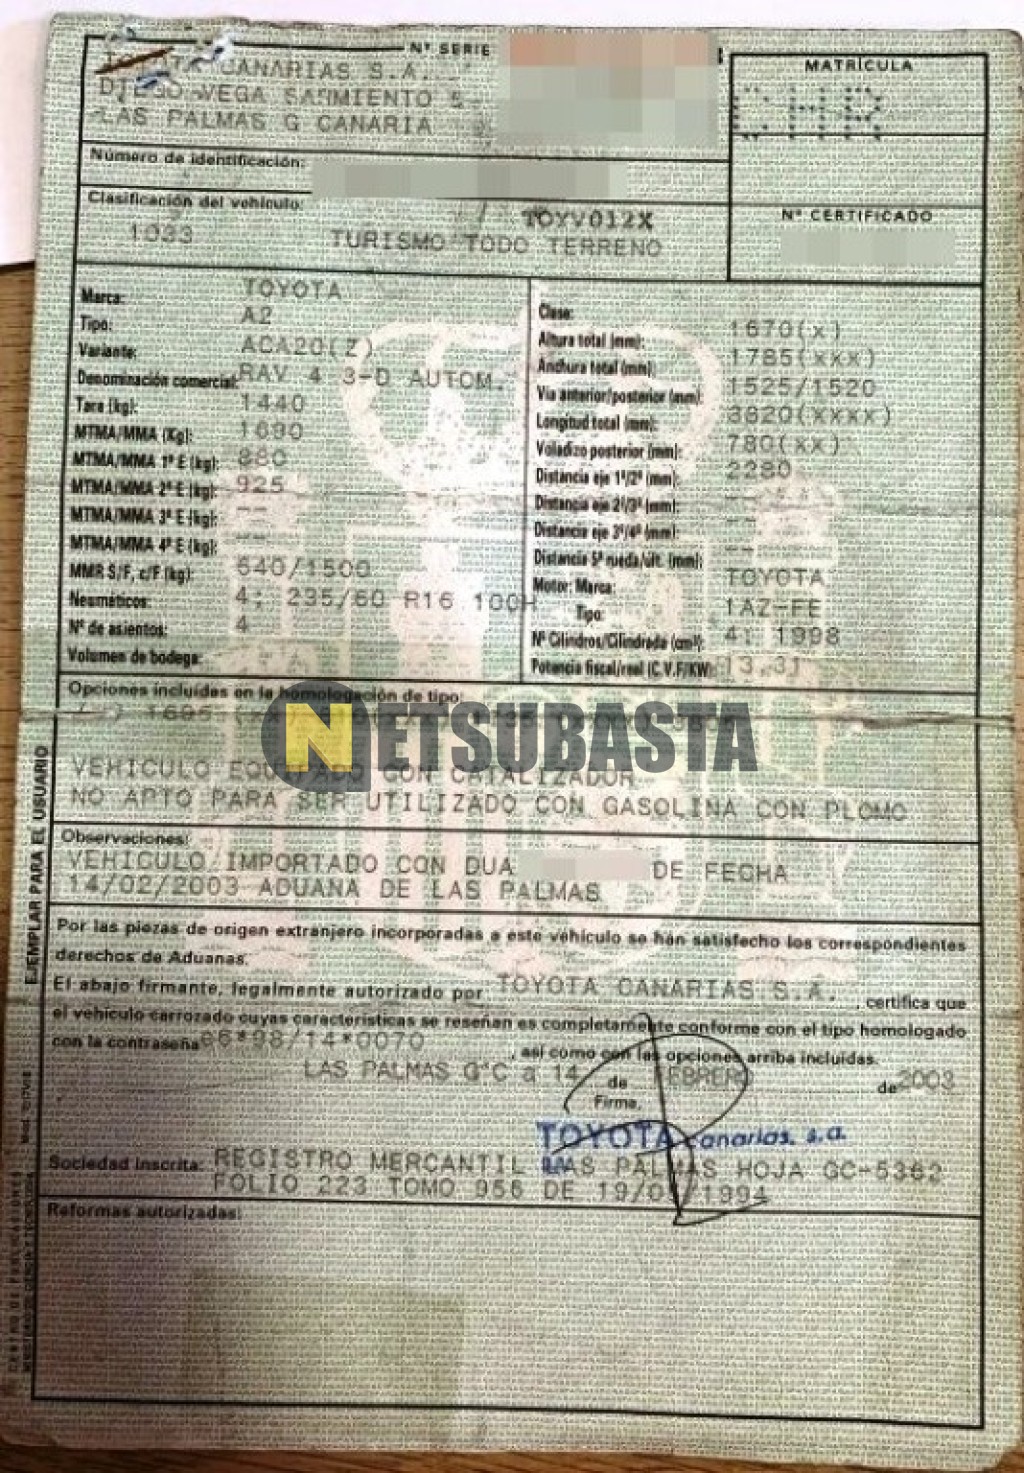 Nº SERIE
CANARIAS S.A.
DIEGO VEGA SARMIENTO 5
LAS PALMAS G CANARIA
MATRÍCULA
Número de identificación:
Clasificación del vehículo:
TOYV012X
1033 TURISMO TODO TERRENO
Nº CERTIFICADO
Marca: TOYOTA
Tipo: A2
Variante: ACA20(Z)
Denominación comercial: RAV 4 3-D AUTOM.
Tara (kg): 1440
MTMA/MMA (Kg): 1690
MTMA/MMA 1º E (kg): 880
MTMA/MMA 2º E (kg): 925
MTMA/MMA 3º E (kg): --
MTMA/MMA 4º E (kg): --
MMR S/F, c/F (kg): 640/1500
Neumáticos: 4; 235/60 R16 100H
Nº de asientos: 4
Volumen de bodega:
Clase:
Altura total (mm): 1670(x)
Anchura total (mm): 1785(xxx)
Vía anterior/posterior (mm): 1525/1520
Longitud total (mm): 3820(xxxx)
Voladizo posterior (mm): 780(xx)
Distancia eje 1º/2º (mm): 2280
Distancia eje 2º/3º (mm): --
Distancia eje 3º/4º (mm): --
Distancia 5ª rueda/últ. (mm): --
Motor: Marca: TOYOTA
Tipo: 1AZ-FE
Nº Cilindros/Cilindrada (cm³): 4; 1998
Potencia fiscal/real (C.V.F/KW) 13.31
Opciones incluidas en la homologación de tipo:
NETSUBASTA
VEHICULO EQUIPADO CON CATALIZADOR
NO APTO PARA SER UTILIZADO CON GASOLINA CON PLOMO
Observaciones:
VEHICULO IMPORTADO CON DUA DE FECHA
14/02/2003 ADUANA DE LAS PALMAS
Por las piezas de origen extranjero incorporadas a este vehículo se han satisfecho los correspondientes
derechos de Aduanas.
El abajo firmante, legalmente autorizado por TOYOTA CANARIAS S.A. , certifica que
el vehículo carrozado cuyas características se reseñan es completamente conforme con el tipo homologado
con la contraseña e6*98/14*0070 , así como con las opciones arriba incluidas.
LAS PALMAS G*C a 14 de FEBRERO de 2003
Firma,
TOYOTA canarias, s.a.
Sociedad inscrita: REGISTRO MERCANTIL LAS PALMAS HOJA GC-5362
FOLIO 223 TOMO 956 DE 19/ /1994
Reformas autorizadas:
EJEMPLAR PARA EL USUARIO
CENTRO DE PUBLICACIONES
MINISTERIO DE CIENCIA Y TECNOLOGIA